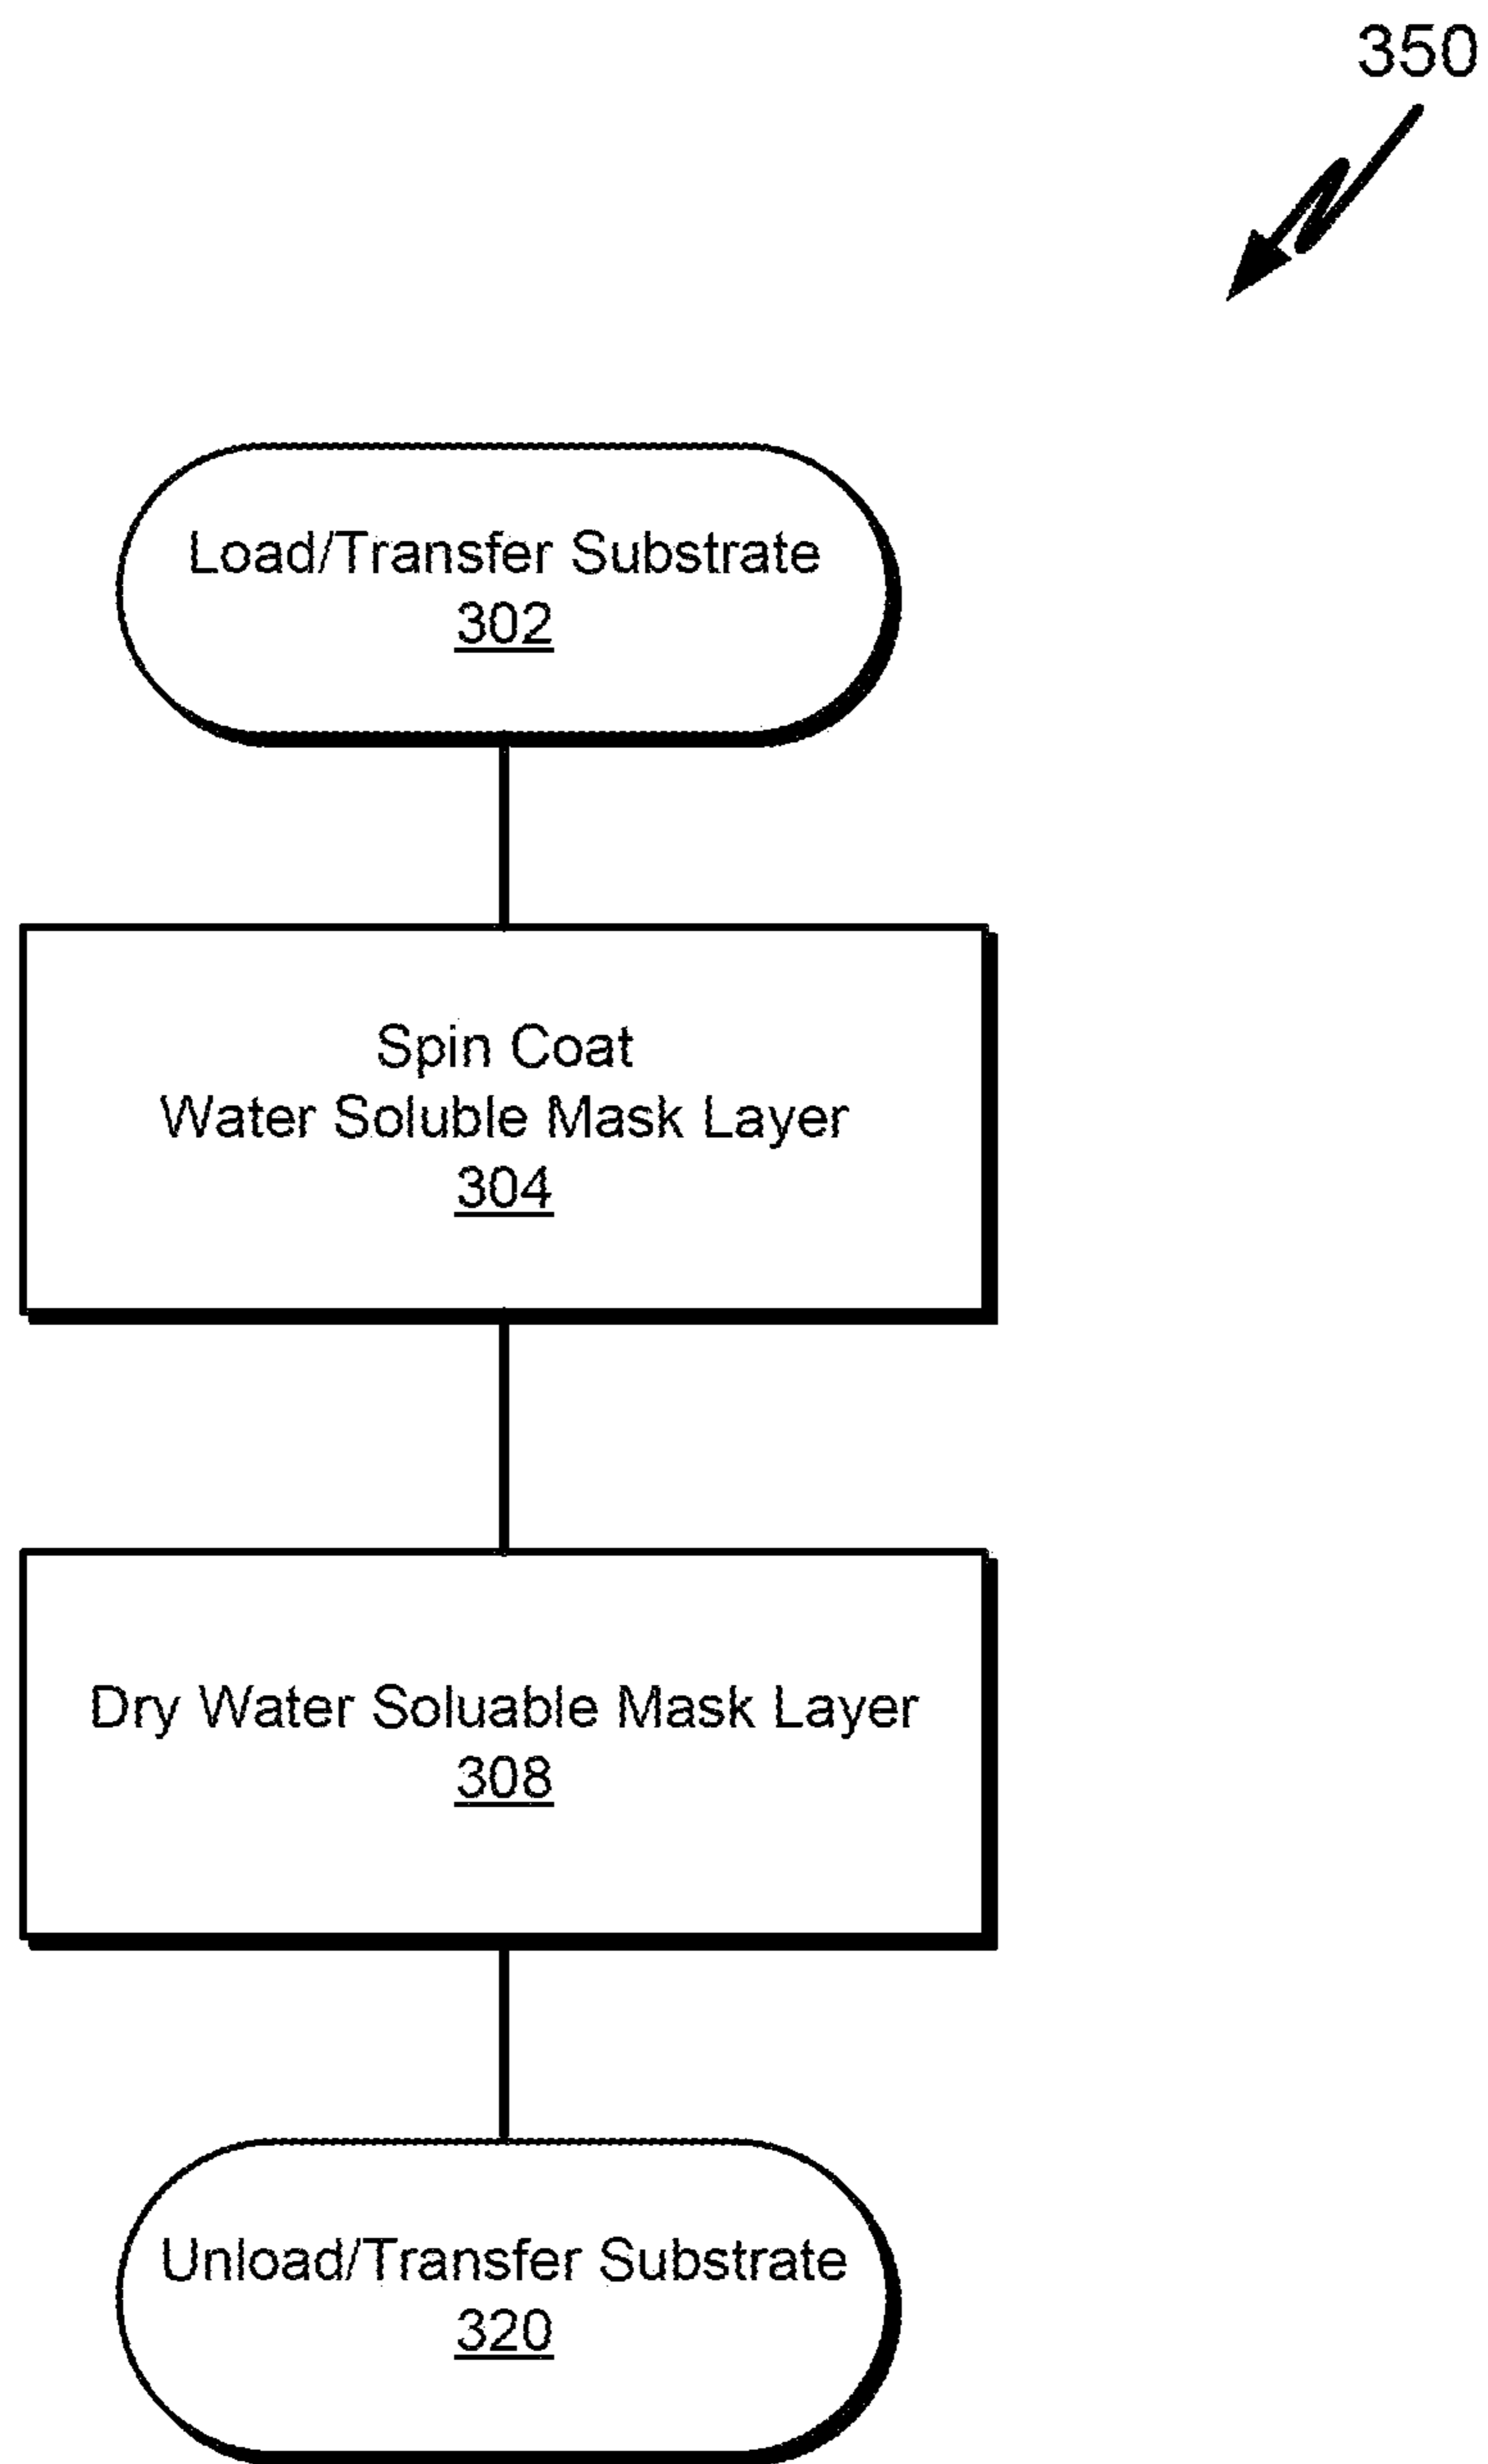 350
Load/Transfer Substrate
302
Spin Coat
Water Soluble Mask Layer
304
Dry Water Soluable Mask Layer
308
Unload/Transfer Substrate
320